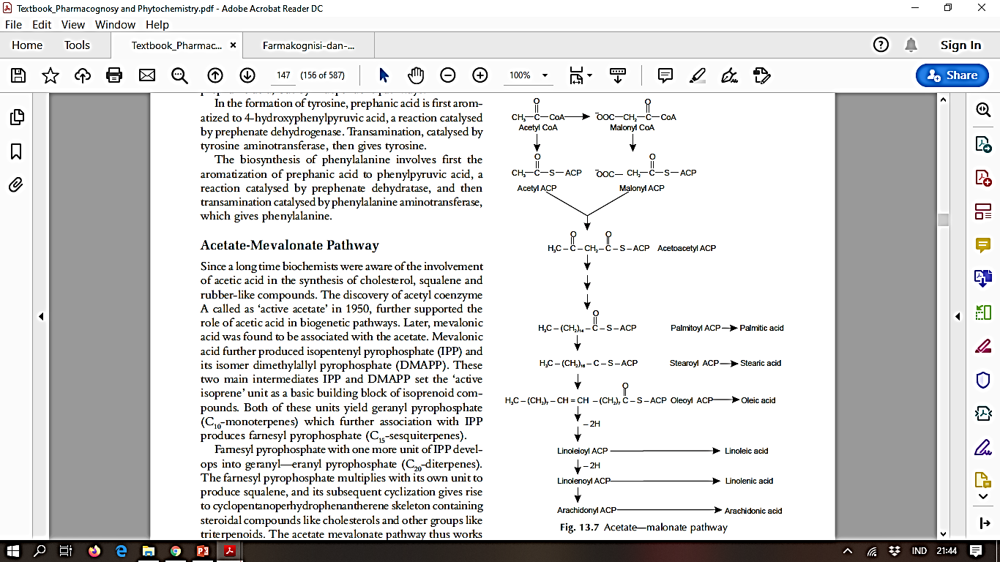 Textbook_Pharmacognosy and Phytochemistry.pdf - Adobe Acrobat Reader DC
File Edit View Window Help
Home Tools Textbook_Pharmac... × Farmakognisi-dan-... Sign In
147 (156 of 587) 100% Share
In the formation of tyrosine, prephanic acid is first arom-
atized to 4-hydroxyphenylpyruvic acid, a reaction catalysed
by prephenate dehydrogenase. Transamination, catalysed by
tyrosine aminotransferase, then gives tyrosine.
The biosynthesis of phenylalanine involves first the
aromatization of prephanic acid to phenylpyruvic acid, a
reaction catalysed by prephenate dehydratase, and then
transamination catalysed by phenylalanine aminotransferase,
which gives phenylalanine.
Acetate-Mevalonate Pathway
Since a long time biochemists were aware of the involvement
of acetic acid in the synthesis of cholesterol, squalene and
rubber-like compounds. The discovery of acetyl coenzyme
A called as ‘active acetate’ in 1950, further supported the
role of acetic acid in biogenetic pathways. Later, mevalonic
acid was found to be associated with the acetate. Mevalonic
acid further produced isopentenyl pyrophosphate (IPP) and
its isomer dimethylallyl pyrophosphate (DMAPP). These
two main intermediates IPP and DMAPP set the ‘active
isoprene’ unit as a basic building block of isoprenoid com-
pounds. Both of these units yield geranyl pyrophosphate
(C10-monoterpenes) which further association with IPP
produces farnesyl pyrophosphate (C15-sesquiterpenes).
Farnesyl pyrophosphate with one more unit of IPP devel-
ops into geranyl—eranyl pyrophosphate (C20-diterpenes).
The farnesyl pyrophosphate multiplies with its own unit to
produce squalene, and its subsequent cyclization gives rise
to cyclopentanoperhydrophenantherene skeleton containing
steroidal compounds like cholesterols and other groups like
triterpenoids. The acetate mevalonate pathway thus works
O O
CH3—C—CoA ⁻OOC—CH2—C—CoA
Acetyl CoA Malonyl CoA
O O
CH3—C—S—ACP ⁻OOC—CH2—C—S—ACP
Acetyl ACP Malonyl ACP
O O
H3C – C – CH2 – C – S – ACP Acetoacetyl ACP
O
H3C – (CH2)14 – C – S – ACP Palmitoyl ACP Palmitic acid
H3C – (CH2)16 – C – S – ACP Stearoyl ACP Stearic acid
O
H3C – (CH2)7 – CH = CH – (CH2)7 C – S – ACP Oleoyl ACP Oleic acid
– 2H
Linoleioyl ACP Linoleic acid
– 2H
Linolenoyl ACP Linolenic acid
Arachidonyl ACP Arachidonic acid
Fig. 13.7 Acetate—malonate pathway
IND 21:44